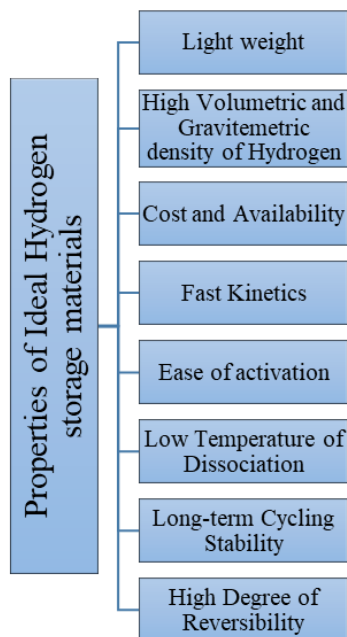 Properties of Ideal Hydrogen
storage materials
Light weight
High Volumetric and
Gravitemetric
density of Hydrogen
Cost and Availability
Fast Kinetics
Ease of activation
Low Temperature of
Dissociation
Long-term Cycling
Stability
High Degree of
Reversibility